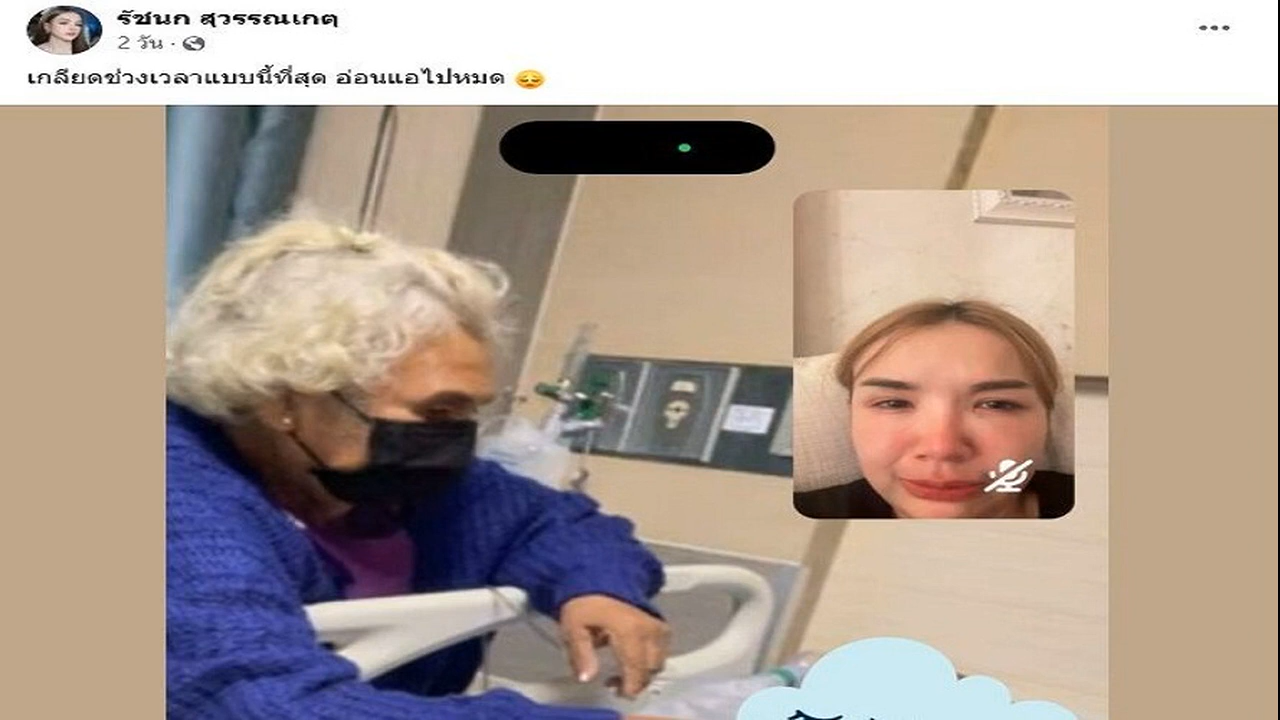 รัชนก สุวรรณเกตุ
2 วัน ·
เกลียดช่วงเวลาแบบนี้ที่สุด อ่อนแอไปหมด 😔